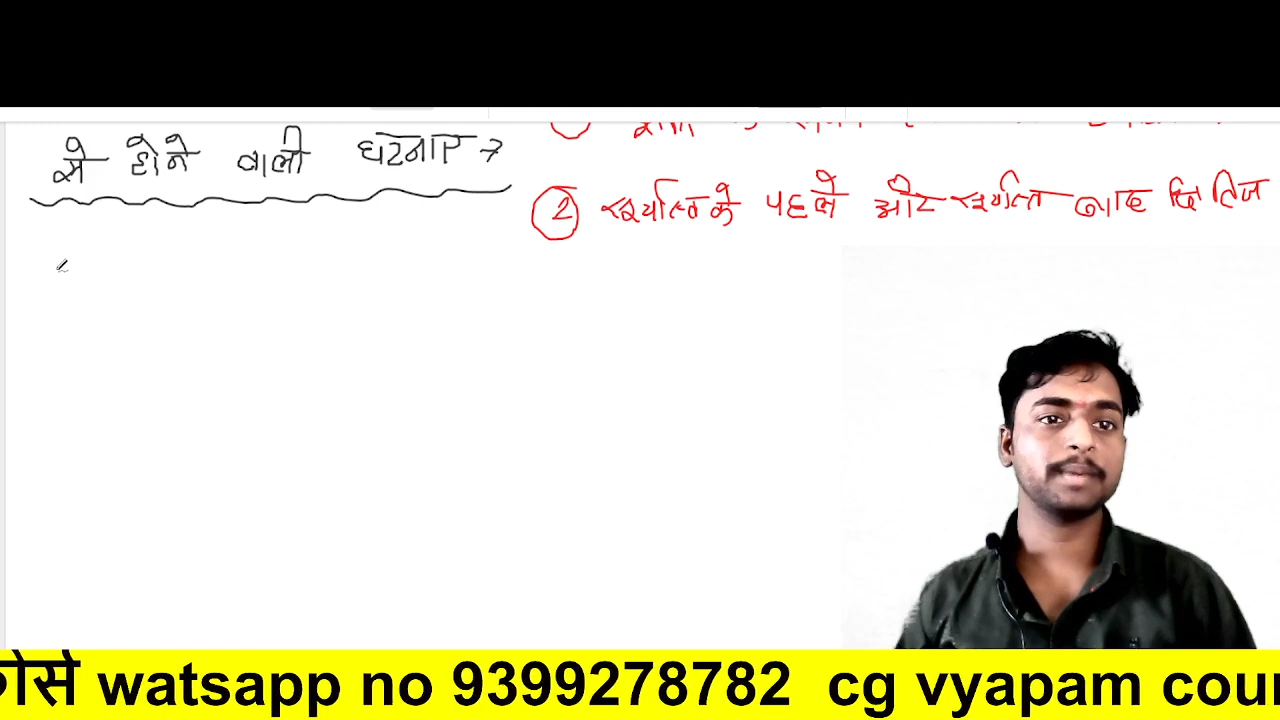 से होने वाली घटनाए →
② सूर्यास्त के पहले और सूर्यास्त बाद क्षितिज
कोर्स watsapp no 9399278782 cg vyapam cour